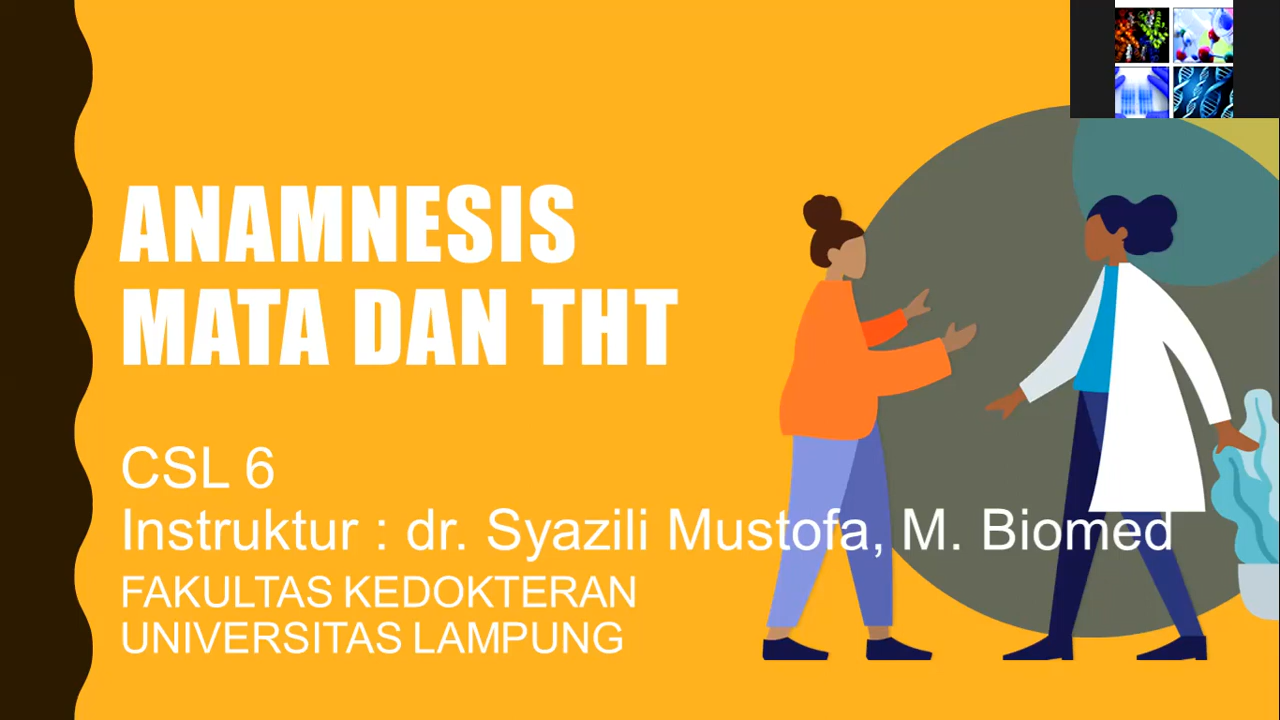 ANAMNESIS
MATA DAN THT
CSL 6
Instruktur : dr. Syazili Mustofa, M. Biomed
FAKULTAS KEDOKTERAN
UNIVERSITAS LAMPUNG